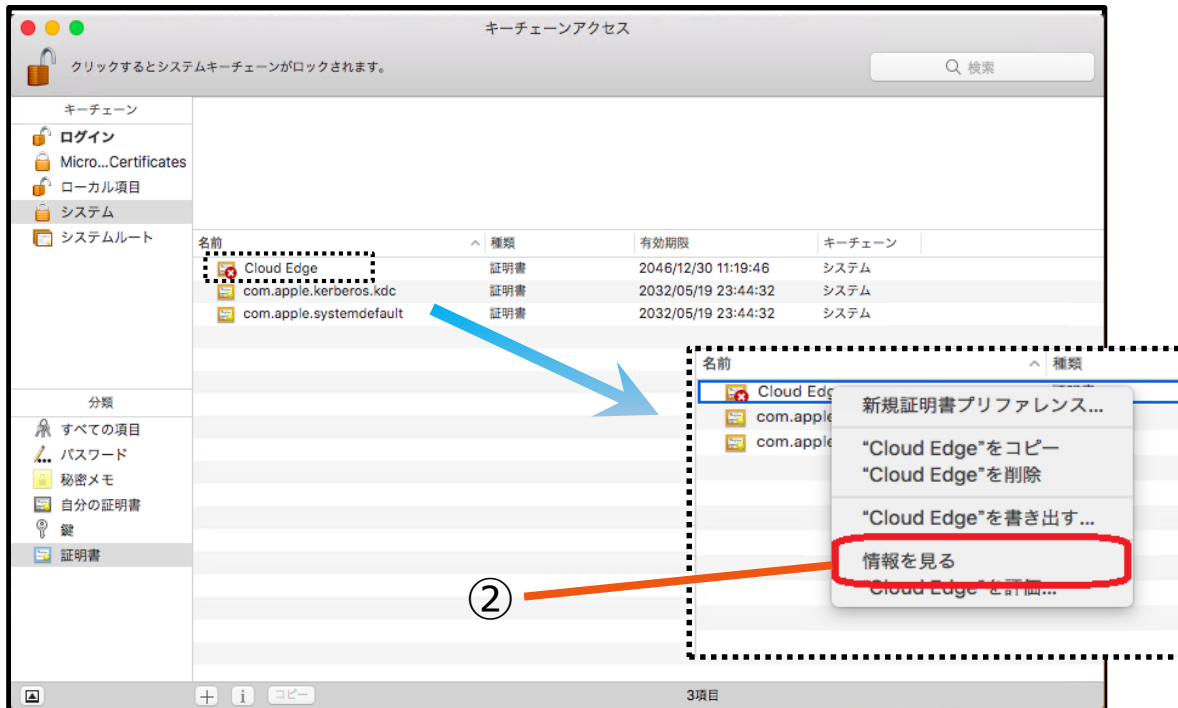 キーチェーンアクセス
クリックするとシステムキーチェーンがロックされます。
検索
キーチェーン
ログイン
Micro...Certificates
ローカル項目
システム
システムルート
名前 種類 有効期限 キーチェーン
Cloud Edge 証明書 2046/12/30 11:19:46 システム
com.apple.kerberos.kdc 証明書 2032/05/19 23:44:32 システム
com.apple.systemdefault 証明書 2032/05/19 23:44:32 システム
分類
すべての項目
パスワード
秘密メモ
自分の証明書
鍵
証明書
名前 種類
Cloud Edg
com.apple
com.apple
新規証明書プリファレンス...
“Cloud Edge”をコピー
“Cloud Edge”を削除
“Cloud Edge”を書き出す...
情報を見る
“Cloud Edge”を評価...
②
コピー
3項目